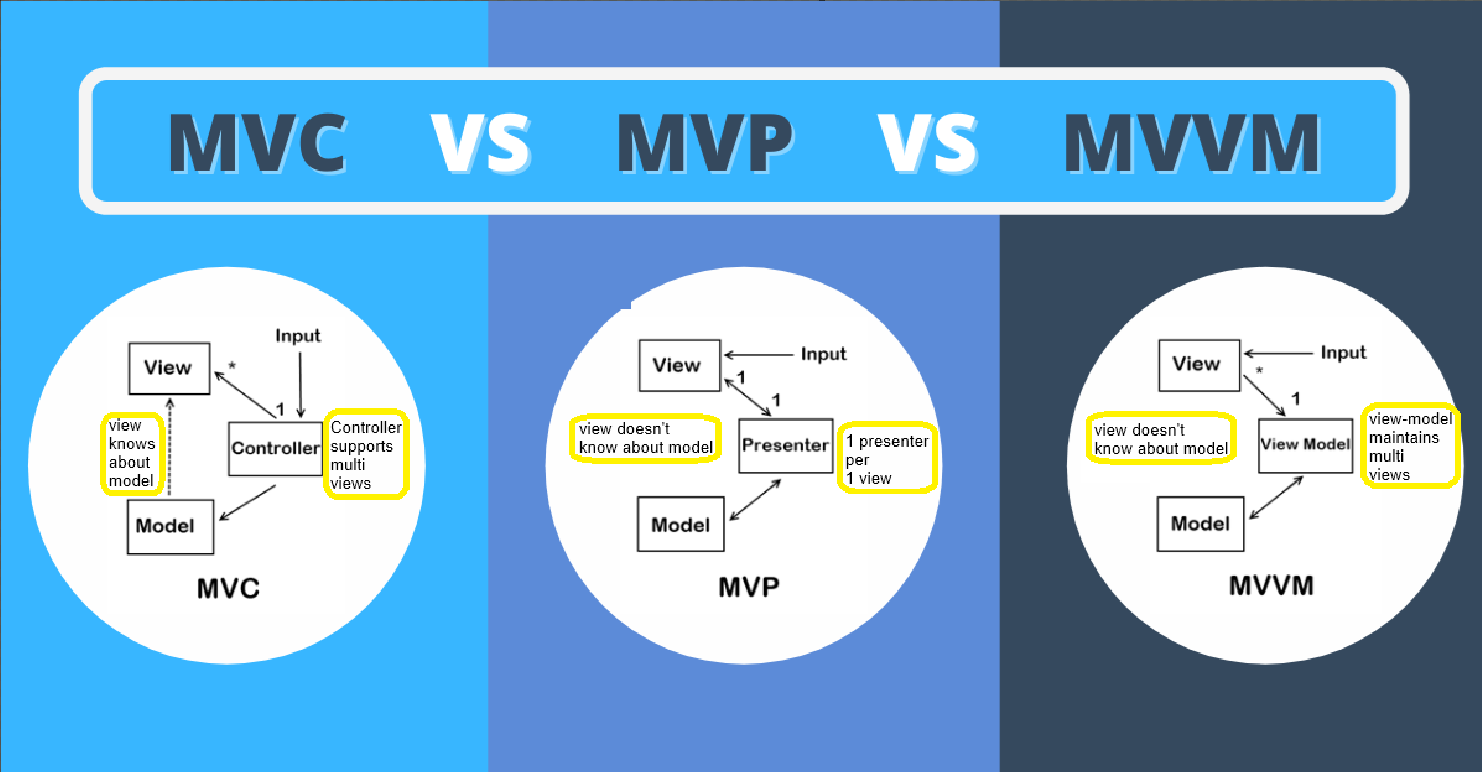 MVC VS MVP VS MVVM
Input
View
*
1
view
knows
about
model
Controller
Controller
supports
multi
views
Model
MVC
View
Input
1
1
view doesn't
know about model
Presenter
1 presenter
per
1 view
Model
MVP
View
Input
*
1
view doesn't
know about model
View Model
view-model
maintains
multi
views
Model
MVVM